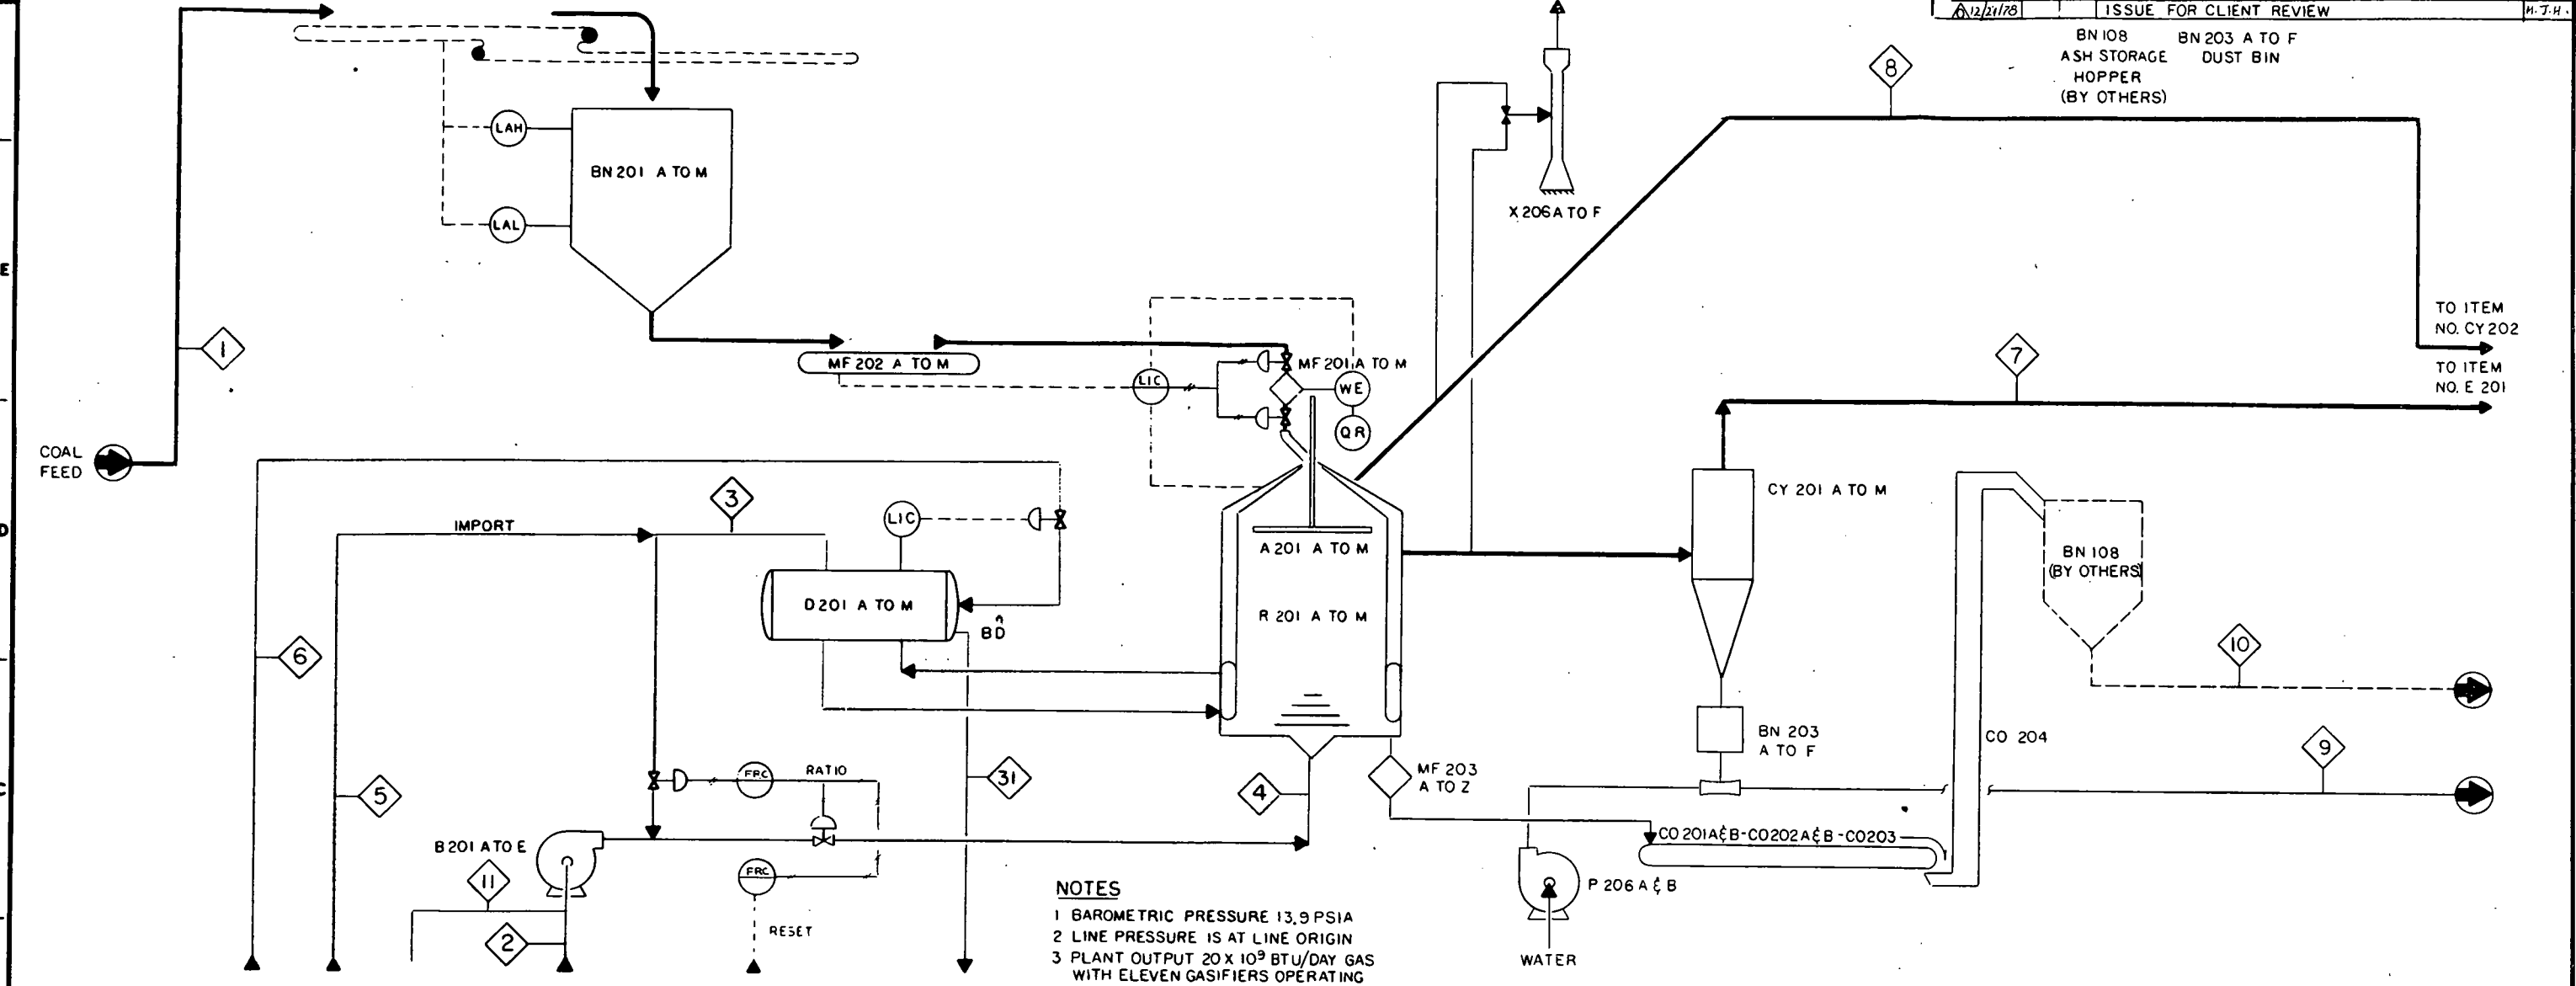 12/21/78 ISSUE FOR CLIENT REVIEW H.J.H.
BN 108
ASH STORAGE
HOPPER
(BY OTHERS)
BN 203 A TO F
DUST BIN
8
LAH
BN 201 A TO M
LAL
X 206 A TO F
E
1
TO ITEM
NO. CY 202
7
TO ITEM
NO. E 201
MF 202 A TO M
MF 201 A TO M
LIC
WE
QR
COAL
FEED
3
CY 201 A TO M
LIC
IMPORT
D
A 201 A TO M
BN 108
(BY OTHERS)
D 201 A TO M
R 201 A TO M
BD
6
10
BN 203
A TO F
CO 204
9
FRC
RATIO
31
4
MF 203
A TO Z
5
C
B 201 A TO E
CO 201 A & B - CO 202 A & B - CO 203
11
FRC
P 206 A & B
NOTES
1 BAROMETRIC PRESSURE 13.9 PSIA
2 LINE PRESSURE IS AT LINE ORIGIN
3 PLANT OUTPUT 20 X 10⁹ BTU/DAY GAS
WITH ELEVEN GASIFIERS OPERATING
RESET
2
WATER